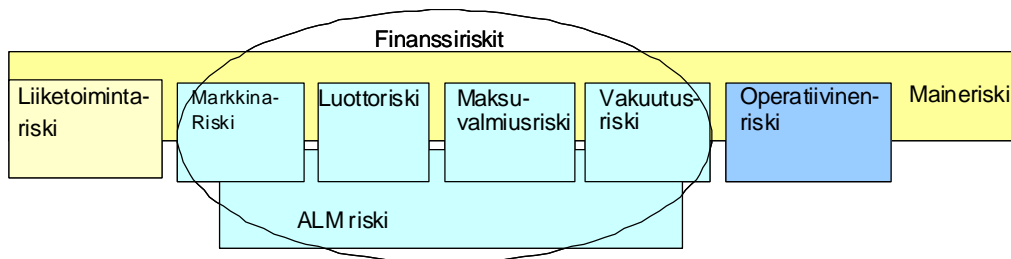 Finanssiriskit
Liiketoiminta-
riski
Markkina-
Riski
Luottoriski
Maksu-
valmiusriski
Vakuutus-
riski
Operatiivinen-
riski
Maineriski
ALM riski